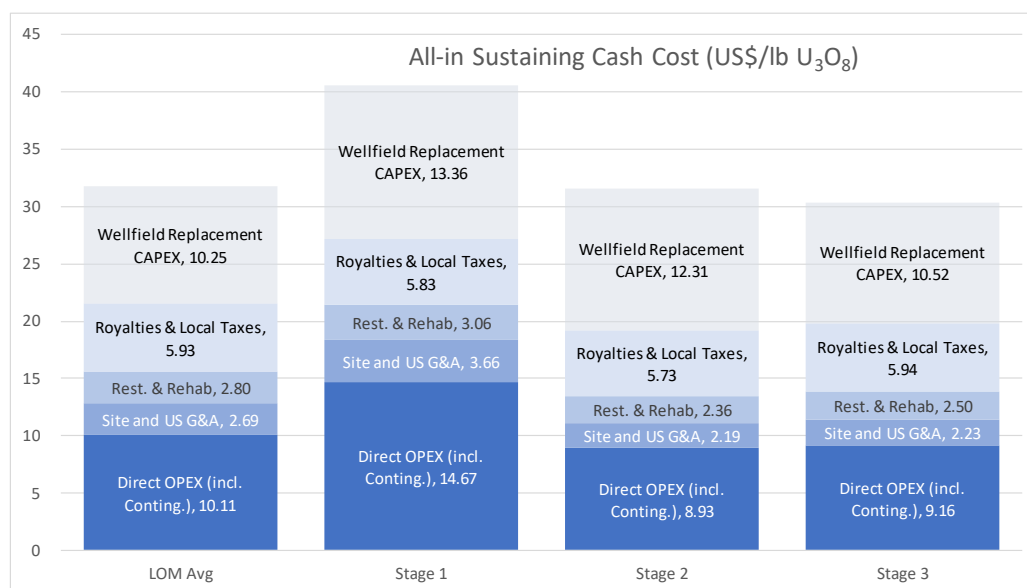 All-in Sustaining Cash Cost (US$/lb U₃O₈)
45
40
35
30
25
20
15
10
5
0
Wellfield Replacement
CAPEX, 10.25
Royalties & Local Taxes,
5.93
Rest. & Rehab, 2.80
Site and US G&A, 2.69
Direct OPEX (incl.
Conting.), 10.11
Wellfield Replacement
CAPEX, 13.36
Royalties & Local Taxes,
5.83
Rest. & Rehab, 3.06
Site and US G&A, 3.66
Direct OPEX (incl.
Conting.), 14.67
Wellfield Replacement
CAPEX, 12.31
Royalties & Local Taxes,
5.73
Rest. & Rehab, 2.36
Site and US G&A, 2.19
Direct OPEX (incl.
Conting.), 8.93
Wellfield Replacement
CAPEX, 10.52
Royalties & Local Taxes,
5.94
Rest. & Rehab, 2.50
Site and US G&A, 2.23
Direct OPEX (incl.
Conting.), 9.16
LOM Avg
Stage 1
Stage 2
Stage 3